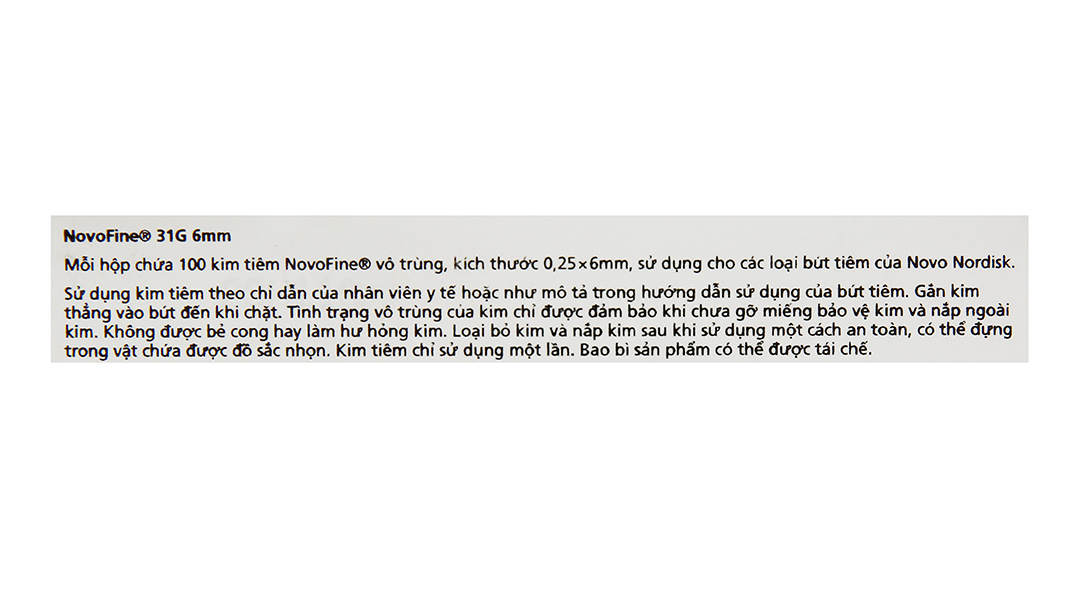 NovoFine® 31G 6mm
Mỗi hộp chứa 100 kim tiêm NovoFine® vô trùng, kích thước 0,25×6mm, sử dụng cho các loại bút tiêm của Novo Nordisk.
Sử dụng kim tiêm theo chỉ dẫn của nhân viên y tế hoặc như mô tả trong hướng dẫn sử dụng của bút tiêm. Gắn kim
thẳng vào bút đến khi chặt. Tình trạng vô trùng của kim chỉ được đảm bảo khi chưa gỡ miếng bảo vệ kim và nắp ngoài
kim. Không được bẻ cong hay làm hư hỏng kim. Loại bỏ kim và nắp kim sau khi sử dụng một cách an toàn, có thể đựng
trong vật chứa được đồ sắc nhọn. Kim tiêm chỉ sử dụng một lần. Bao bì sản phẩm có thể được tái chế.